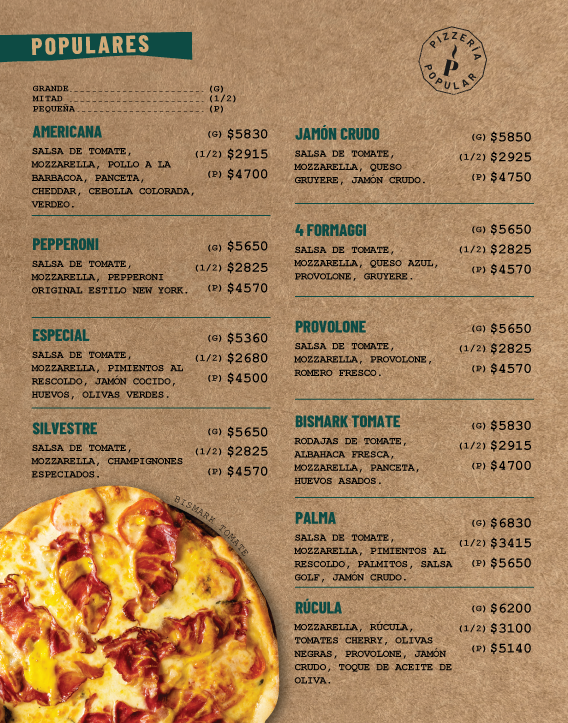 POPULARES
PIZZERÍA
P
POPULAR
GRANDE (G)
MITAD (1/2)
PEQUEÑA (P)
AMERICANA
(G) $5830
SALSA DE TOMATE, (1/2) $2915
MOZZARELLA, POLLO A LA
BARBACOA, PANCETA, (P) $4700
CHEDDAR, CEBOLLA COLORADA,
VERDEO.
PEPPERONI (G) $5650
SALSA DE TOMATE, (1/2) $2825
MOZZARELLA, PEPPERONI
ORIGINAL ESTILO NEW YORK. (P) $4570
ESPECIAL (G) $5360
SALSA DE TOMATE, (1/2) $2680
MOZZARELLA, PIMIENTOS AL
RESCOLDO, JAMÓN COCIDO, (P) $4500
HUEVOS, OLIVAS VERDES.
SILVESTRE (G) $5650
SALSA DE TOMATE, (1/2) $2825
MOZZARELLA, CHAMPIGNONES
ESPECIADOS. (P) $4570
BISMARK TOMATE
JAMÓN CRUDO (G) $5850
SALSA DE TOMATE, (1/2) $2925
MOZZARELLA, QUESO
GRUYERE, JAMÓN CRUDO. (P) $4750
4 FORMAGGI (G) $5650
SALSA DE TOMATE, (1/2) $2825
MOZZARELLA, QUESO AZUL,
PROVOLONE, GRUYERE. (P) $4570
PROVOLONE (G) $5650
SALSA DE TOMATE, (1/2) $2825
MOZZARELLA, PROVOLONE,
ROMERO FRESCO. (P) $4570
BISMARK TOMATE (G) $5830
RODAJAS DE TOMATE, (1/2) $2915
ALBAHACA FRESCA,
MOZZARELLA, PANCETA, (P) $4700
HUEVOS ASADOS.
PALMA (G) $6830
SALSA DE TOMATE, (1/2) $3415
MOZZARELLA, PIMIENTOS AL
RESCOLDO, PALMITOS, SALSA (P) $5650
GOLF, JAMÓN CRUDO.
RÚCULA (G) $6200
MOZZARELLA, RÚCULA, (1/2) $3100
TOMATES CHERRY, OLIVAS
NEGRAS, PROVOLONE, JAMÓN (P) $5140
CRUDO, TOQUE DE ACEITE DE
OLIVA.